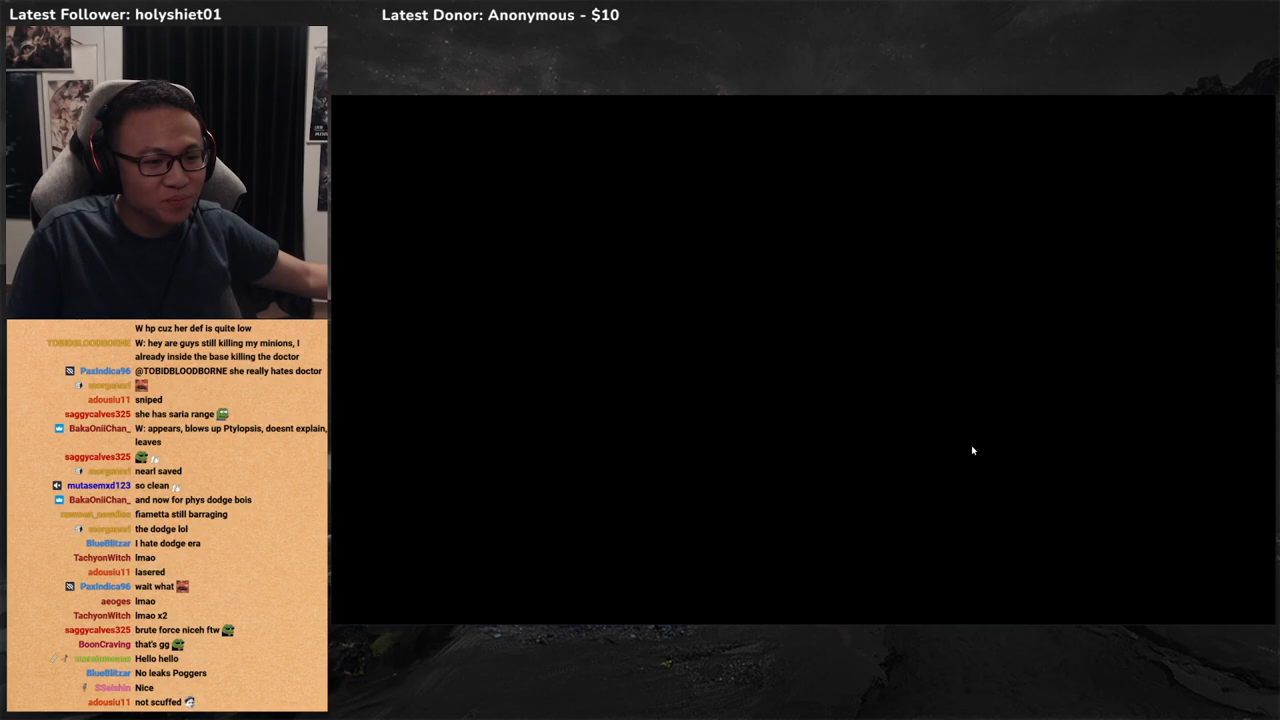 Latest Follower: holyshiet01
Latest Donor: Anonymous - $10
W hp cuz her def is quite low
TOBIDBLOODBORNE W: hey are guys still killing my minions, I
already inside the base killing the doctor
PaxIndica96 @TOBIDBLOODBORNE she really hates doctor
adousiu11 sniped
saggycalves325 she has saria range
BakaOniiChan_ W: appears, blows up Ptylopsis, doesnt explain,
leaves
saggycalves325
nearl saved
mutasemxd123 so clean
BakaOniiChan_ and now for phys dodge bois
fiametta still barraging
the dodge lol
BlueBlitzar I hate dodge era
TachyonWitch lmao
adousiu11 lasered
PaxIndica96 wait what
aeoges lmao
TachyonWitch lmao x2
saggycalves325 brute force niceh ftw
BoonCraving that's gg
Hello hello
BlueBlitzar No leaks Poggers
SSeishin Nice
adousiu11 not scuffed